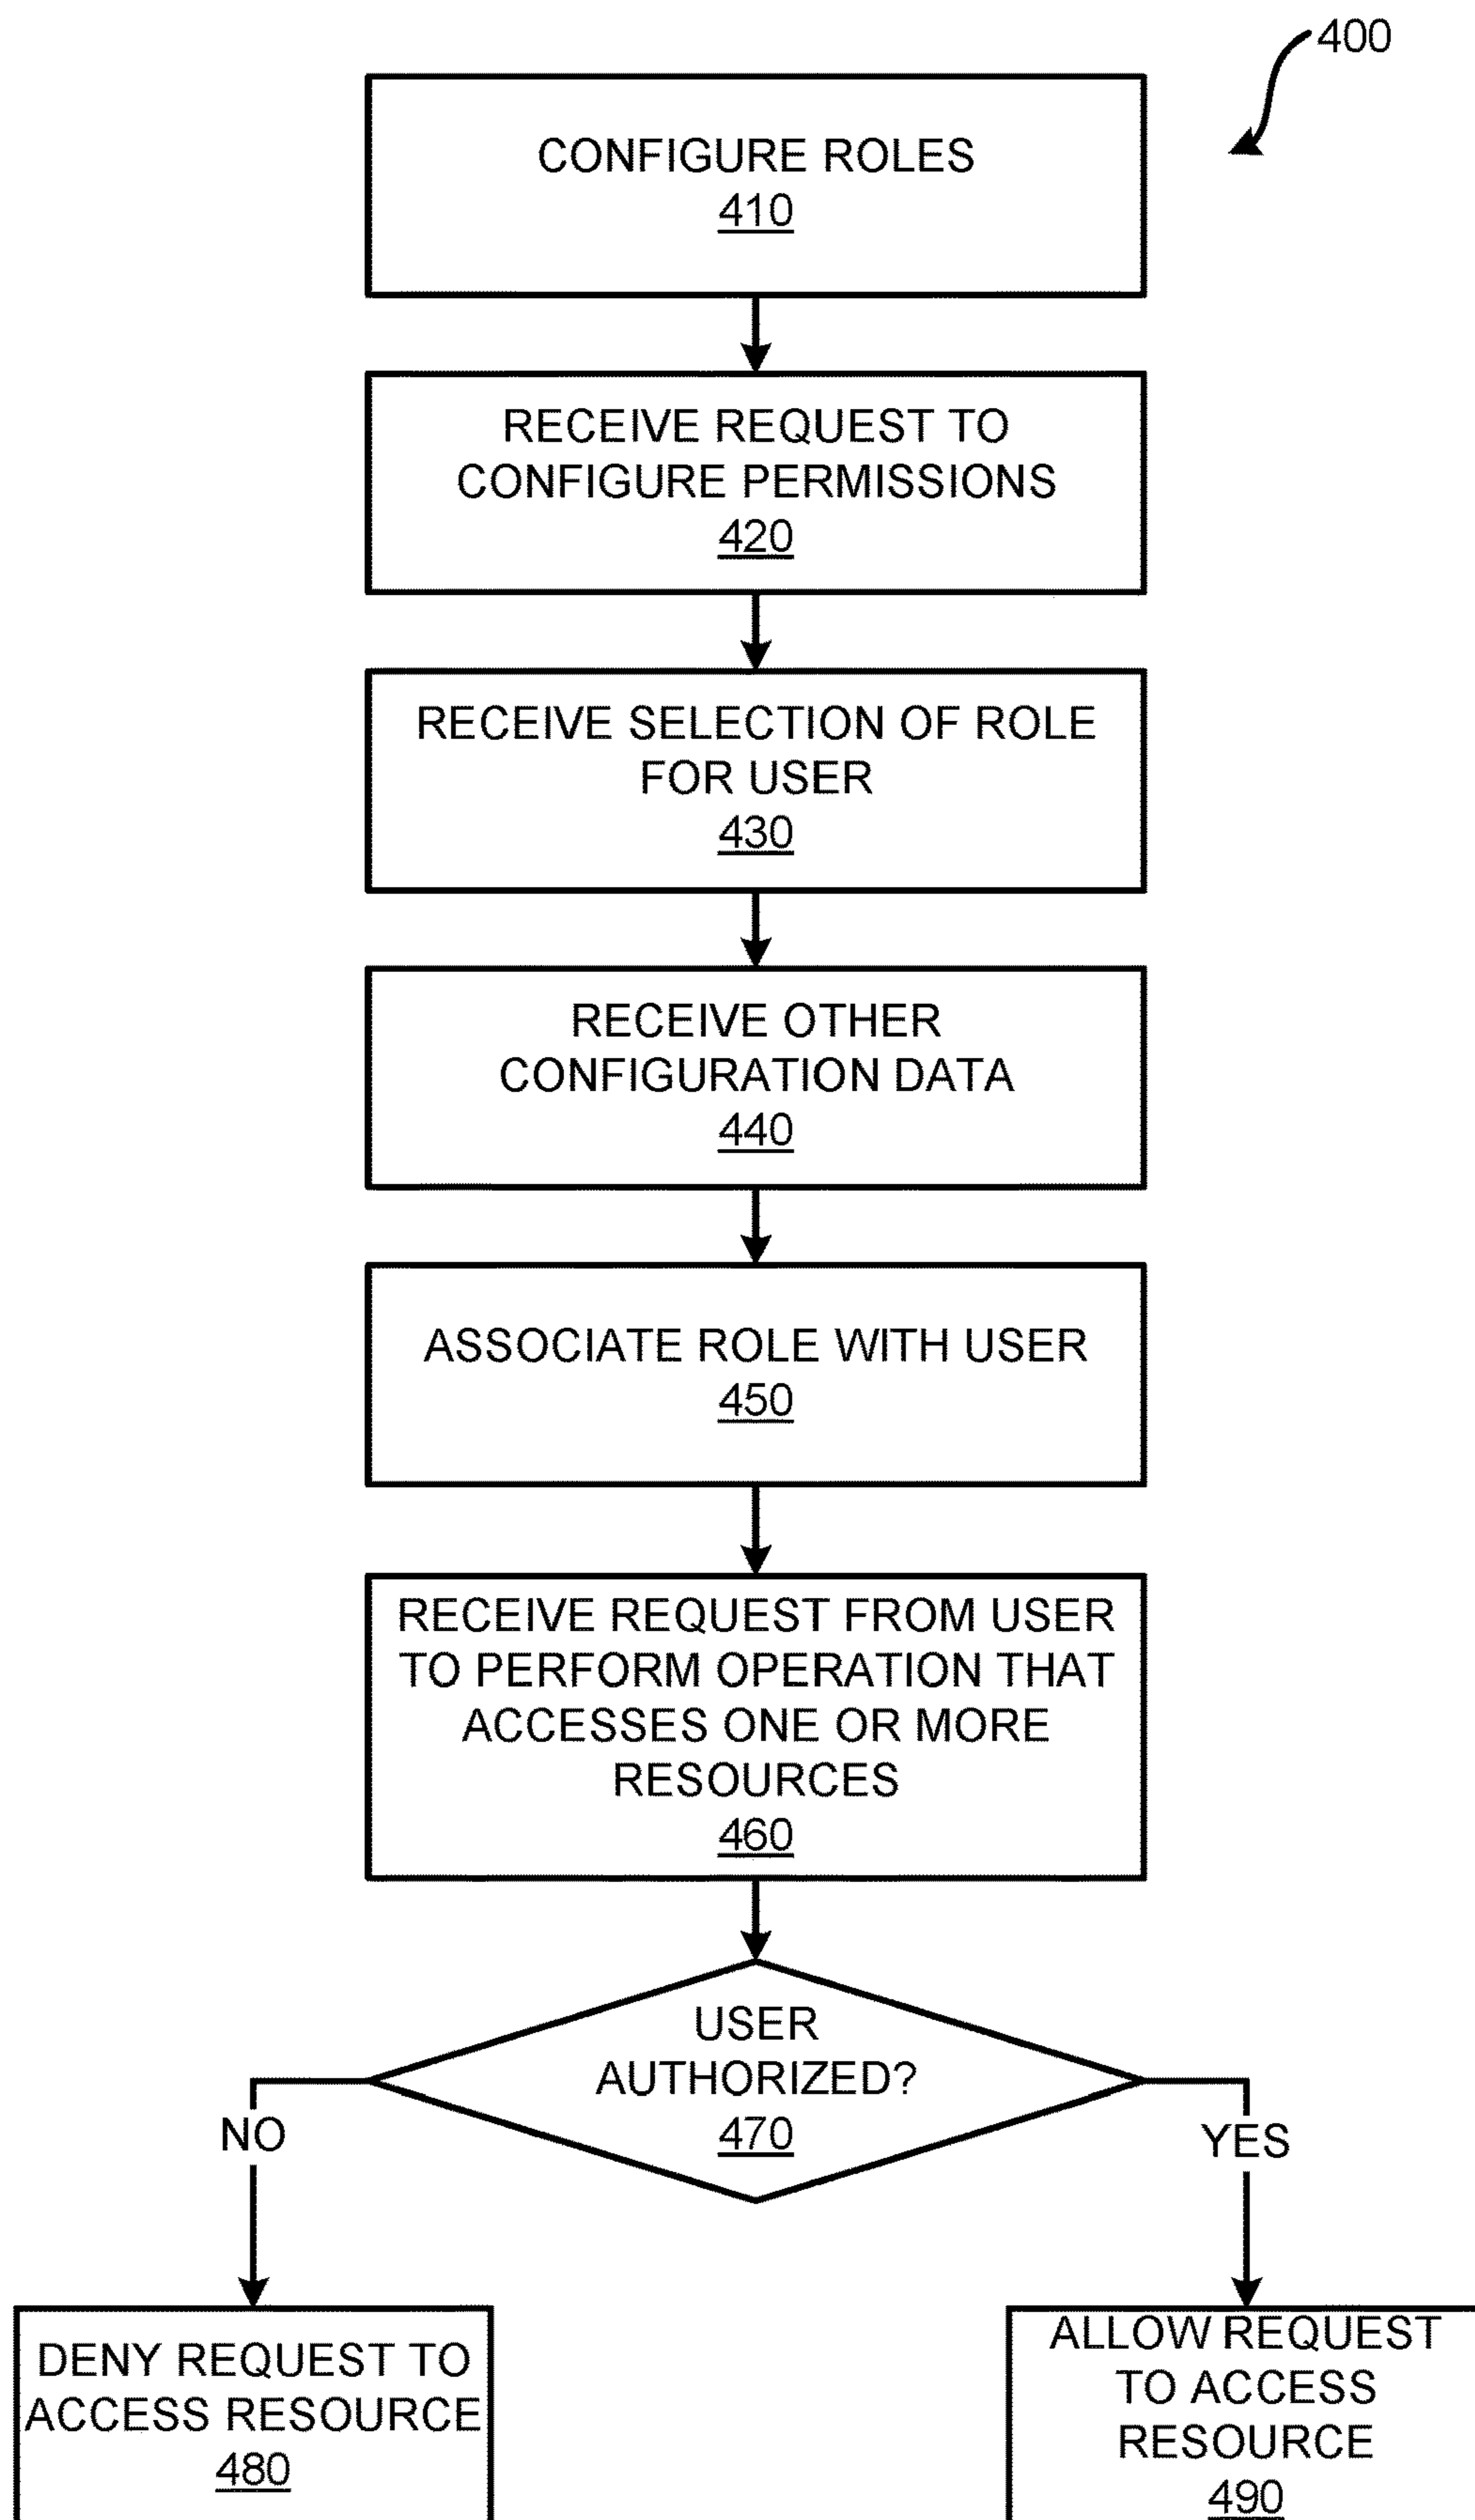 400
CONFIGURE ROLES
410
RECEIVE REQUEST TO
CONFIGURE PERMISSIONS
420
RECEIVE SELECTION OF ROLE
FOR USER
430
RECEIVE OTHER
CONFIGURATION DATA
440
ASSOCIATE ROLE WITH USER
450
RECEIVE REQUEST FROM USER
TO PERFORM OPERATION THAT
ACCESSES ONE OR MORE
RESOURCES
460
USER
AUTHORIZED?
470
NO
YES
DENY REQUEST TO
ACCESS RESOURCE
480
ALLOW REQUEST
TO ACCESS
RESOURCE
490